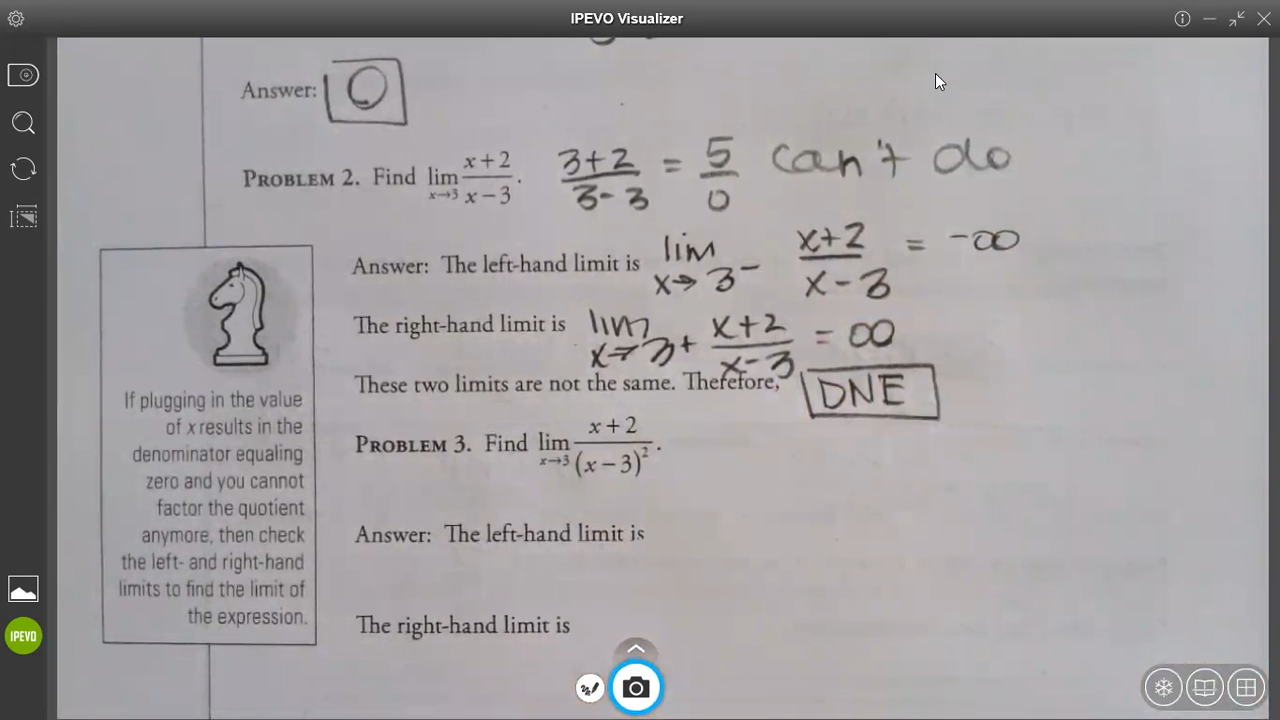 IPEVO Visualizer
Answer: 0
PROBLEM 2. Find lim x→3 (x + 2)/(x − 3). (3+2)/(3-3) = 5/0 can't do
Answer: The left-hand limit is lim x→3⁻ (x+2)/(x-3) = -∞
The right-hand limit is lim x→3⁺ (x+2)/(x-3) = ∞
These two limits are not the same. Therefore, DNE
PROBLEM 3. Find lim x→3 (x + 2)/(x − 3)².
Answer: The left-hand limit is
The right-hand limit is
If plugging in the value
of x results in the
denominator equaling
zero and you cannot
factor the quotient
anymore, then check
the left- and right-hand
limits to find the limit of
the expression.
IPEVO